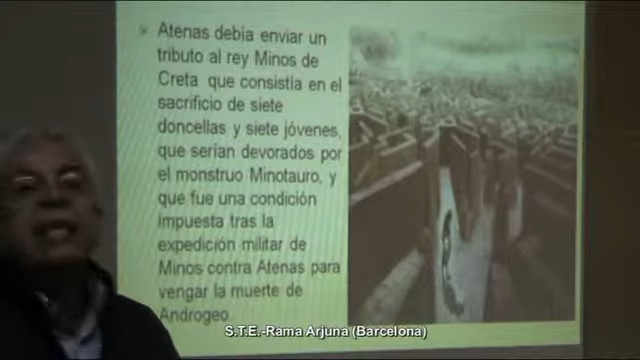 Atenas debía enviar un
tributo al rey Minos de
Creta que consistía en el
sacrificio de siete
doncellas y siete jóvenes,
que serían devorados por
el monstruo Minotauro, y
que fue una condición
impuesta tras la
expedición militar de
Minos contra Atenas para
vengar la muerte de
Androgeo
S.T.E.-Rama Arjuna (Barcelona)